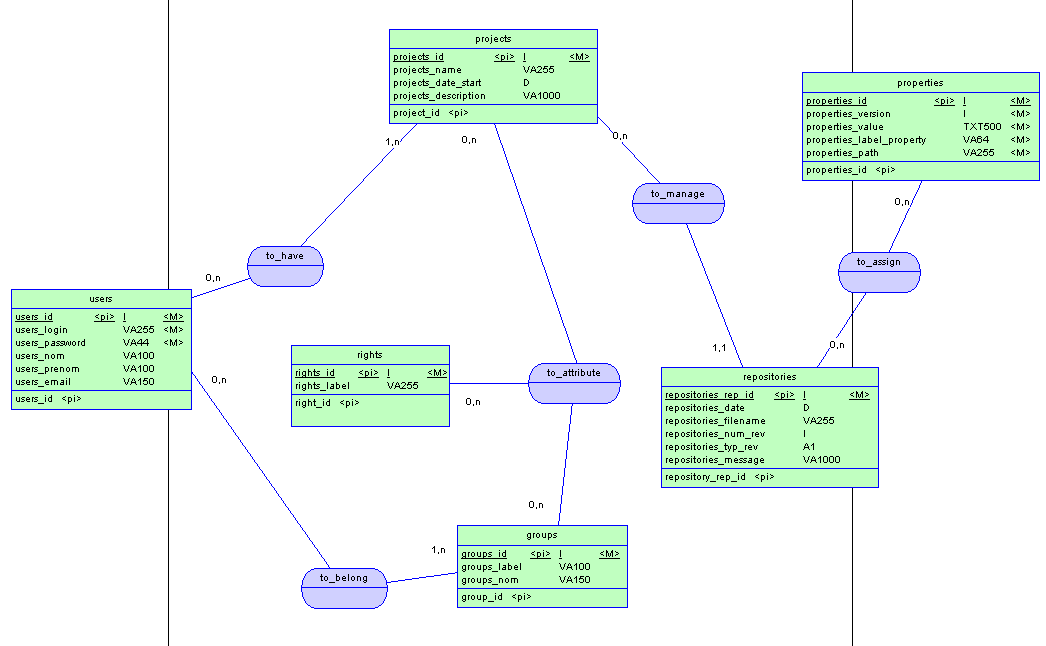 projects
projects_id <pi> I <M>
projects_name VA255
projects_date_start D
projects_description VA1000
project_id <pi>
properties
properties_id <pi> I <M>
properties_version I <M>
properties_value TXT500 <M>
properties_label_property VA64 <M>
properties_path VA255 <M>
properties_id <pi>
1,n
0,n
0,n
to_manage
0,n
to_have
to_assign
0,n
users
users_id <pi> I <M>
users_login VA255 <M>
users_password VA44 <M>
users_nom VA100
users_prenom VA100
users_email VA150
users_id <pi>
0,n
rights
rights_id <pi> I <M>
rights_label VA255
right_id <pi>
0,n
to_attribute
1,1
0,n
repositories
repositories_rep_id <pi> I <M>
repositories_date D
repositories_filename VA255
repositories_num_rev I
repositories_typ_rev A1
repositories_message VA1000
repository_rep_id <pi>
0,n
groups
groups_id <pi> I <M>
groups_label VA100
groups_nom VA150
group_id <pi>
1,n
to_belong